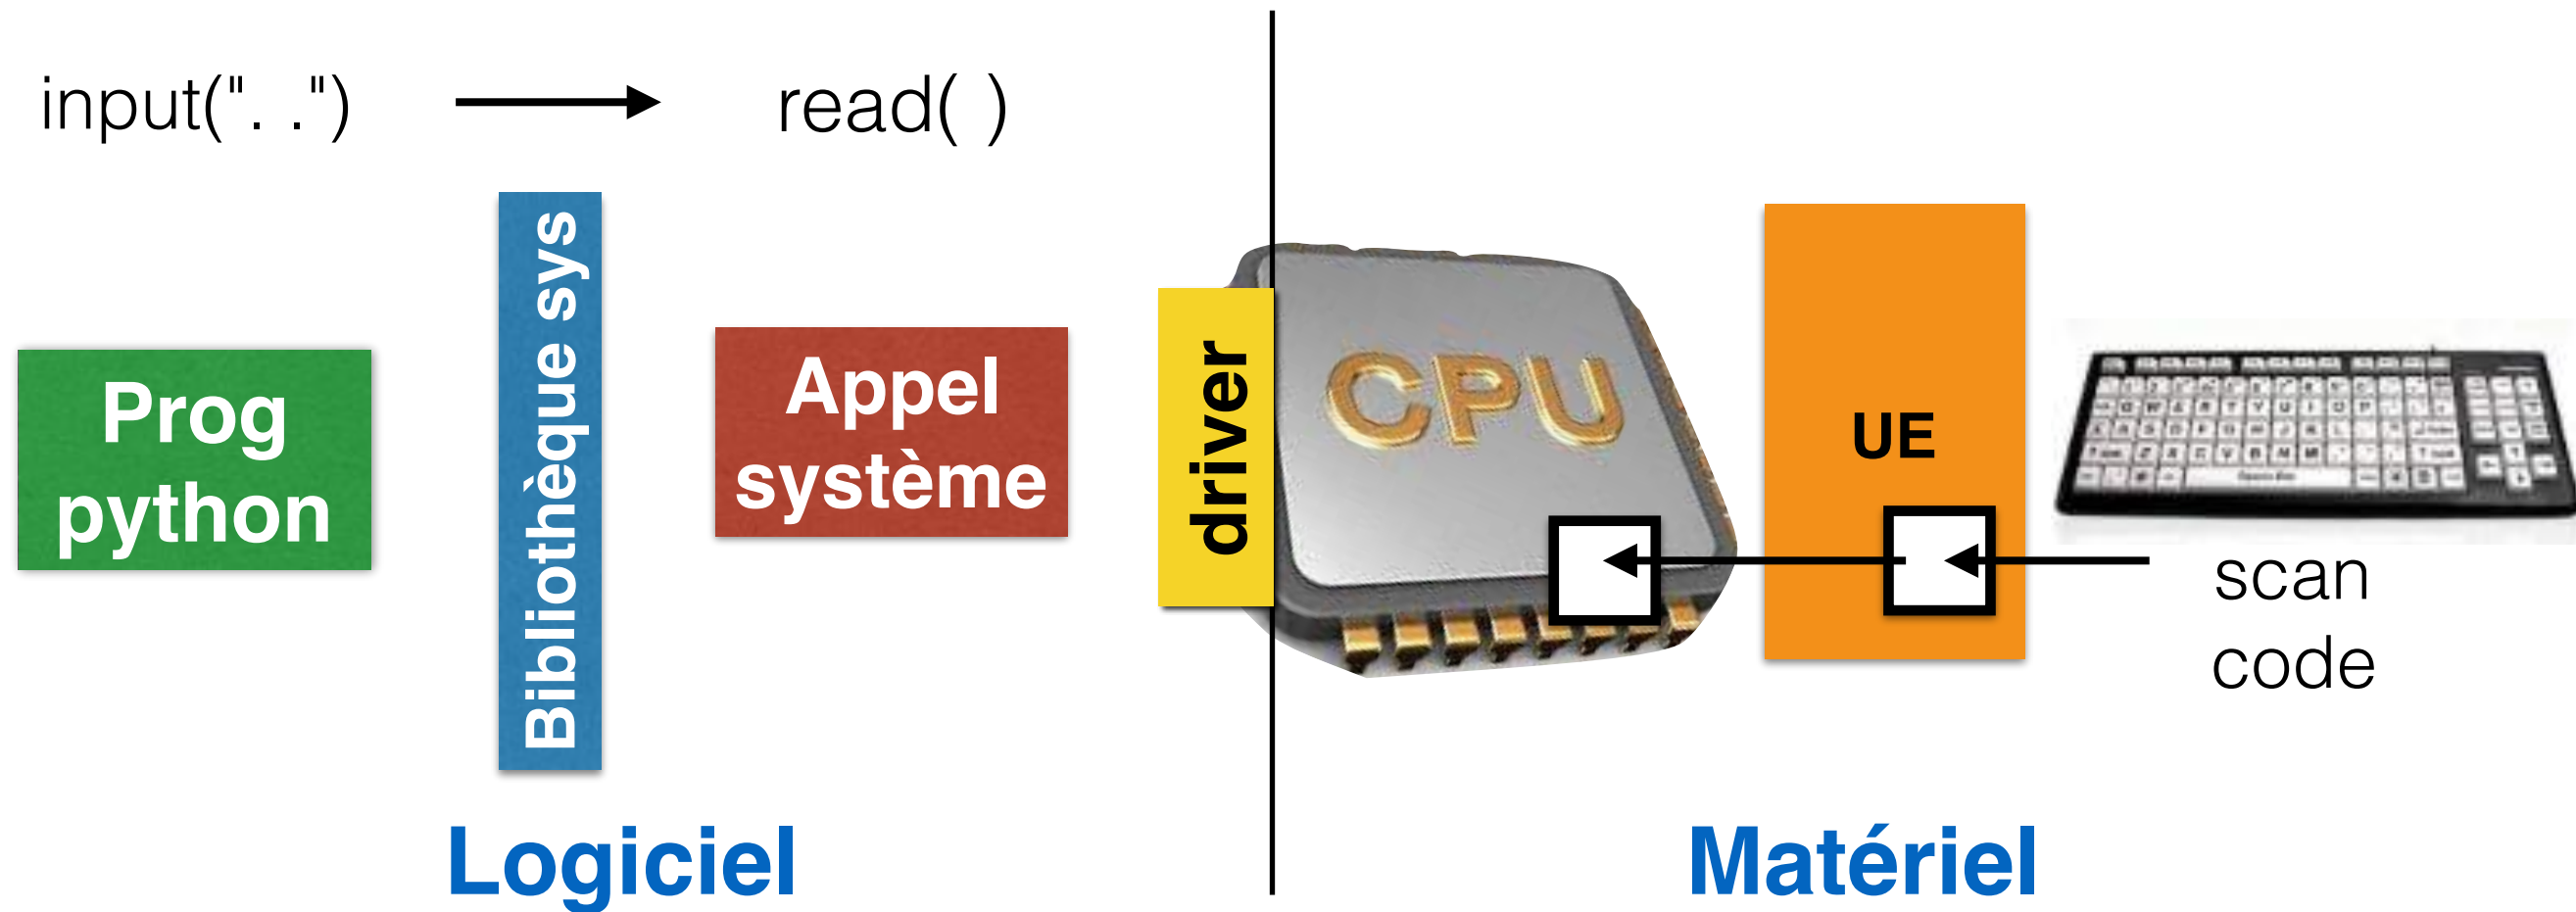 input(". .")
read( )
Bibliothèque sys
Prog
python
Appel
système
driver
CPU
UE
scan
code
Logiciel
Matériel